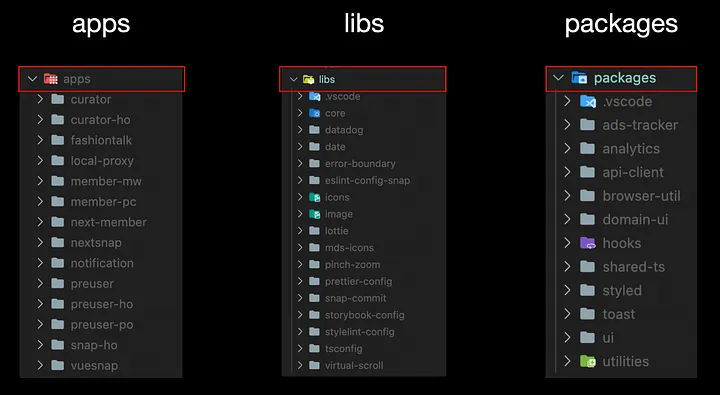 apps
apps
curator
curator-ho
fashiontalk
local-proxy
member-mw
member-pc
next-member
nextsnap
notification
preuser
preuser-ho
preuser-po
snap-ho
vuesnap
libs
libs
.vscode
core
datadog
date
error-boundary
eslint-config-snap
icons
image
lottie
mds-icons
pinch-zoom
prettier-config
snap-commit
storybook-config
stylelint-config
tsconfig
virtual-scroll
packages
packages
.vscode
ads-tracker
analytics
api-client
browser-util
domain-ui
hooks
shared-ts
styled
toast
ui
utilities